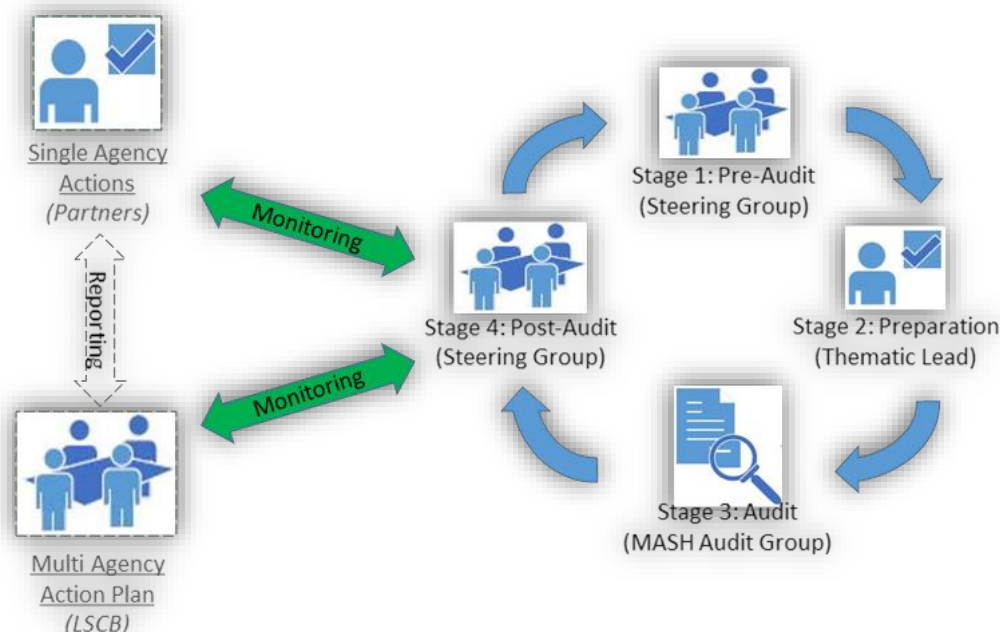 Single Agency
Actions
(Partners)
Reporting
Multi Agency
Action Plan
(LSCB)
Monitoring
Monitoring
Stage 1: Pre-Audit
(Steering Group)
Stage 2: Preparation
(Thematic Lead)
Stage 3: Audit
(MASH Audit Group)
Stage 4: Post-Audit
(Steering Group)